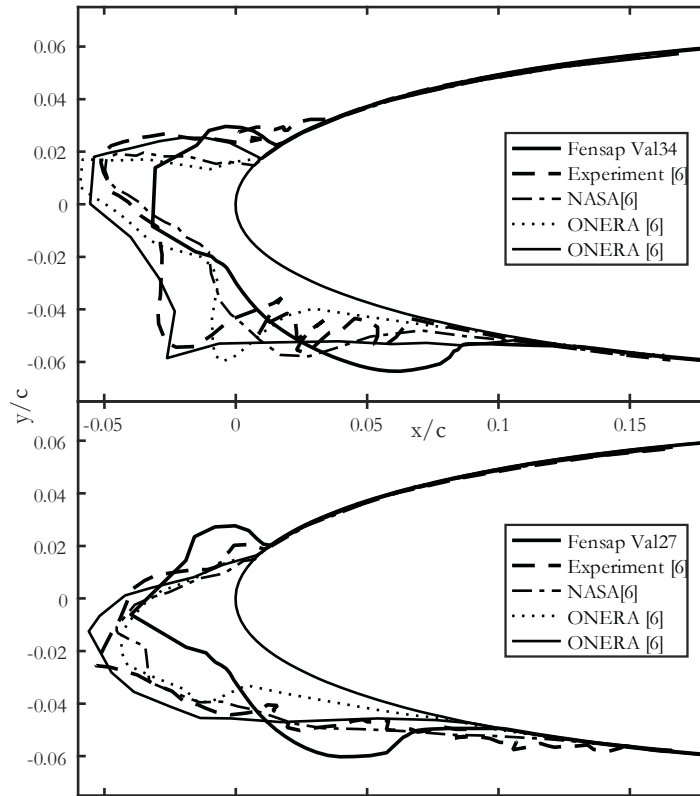 0.06
0.04
0.02
0
-0.02
-0.04
-0.06
Fensap Val34
Experiment [6]
NASA[6]
ONERA [6]
ONERA [6]
-0.05
0
0.05
0.1
0.15
x/c
y/c
0.06
0.04
0.02
0
-0.02
-0.04
-0.06
Fensap Val27
Experiment [6]
NASA[6]
ONERA [6]
ONERA [6]